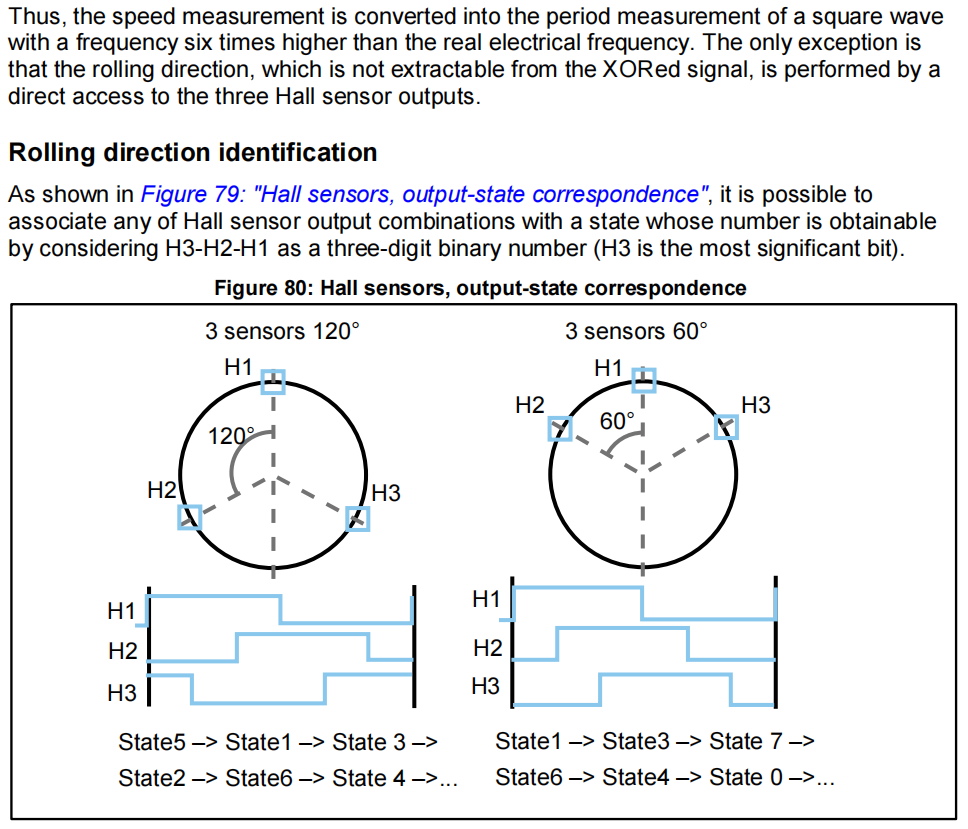 Thus, the speed measurement is converted into the period measurement of a square wave
with a frequency six times higher than the real electrical frequency. The only exception is
that the rolling direction, which is not extractable from the XORed signal, is performed by a
direct access to the three Hall sensor outputs.
Rolling direction identification
As shown in Figure 79: "Hall sensors, output-state correspondence", it is possible to
associate any of Hall sensor output combinations with a state whose number is obtainable
by considering H3-H2-H1 as a three-digit binary number (H3 is the most significant bit).
Figure 80: Hall sensors, output-state correspondence
3 sensors 120°
H1
120°
H2
H3
H1
H2
H3
State5 –> State1 –> State 3 –>
State2 –> State6 –> State 4 –>...
3 sensors 60°
H1
H2
H3
60°
H1
H2
H3
State1 –> State3 –> State 7 –>
State6 –> State4 –> State 0 –>...